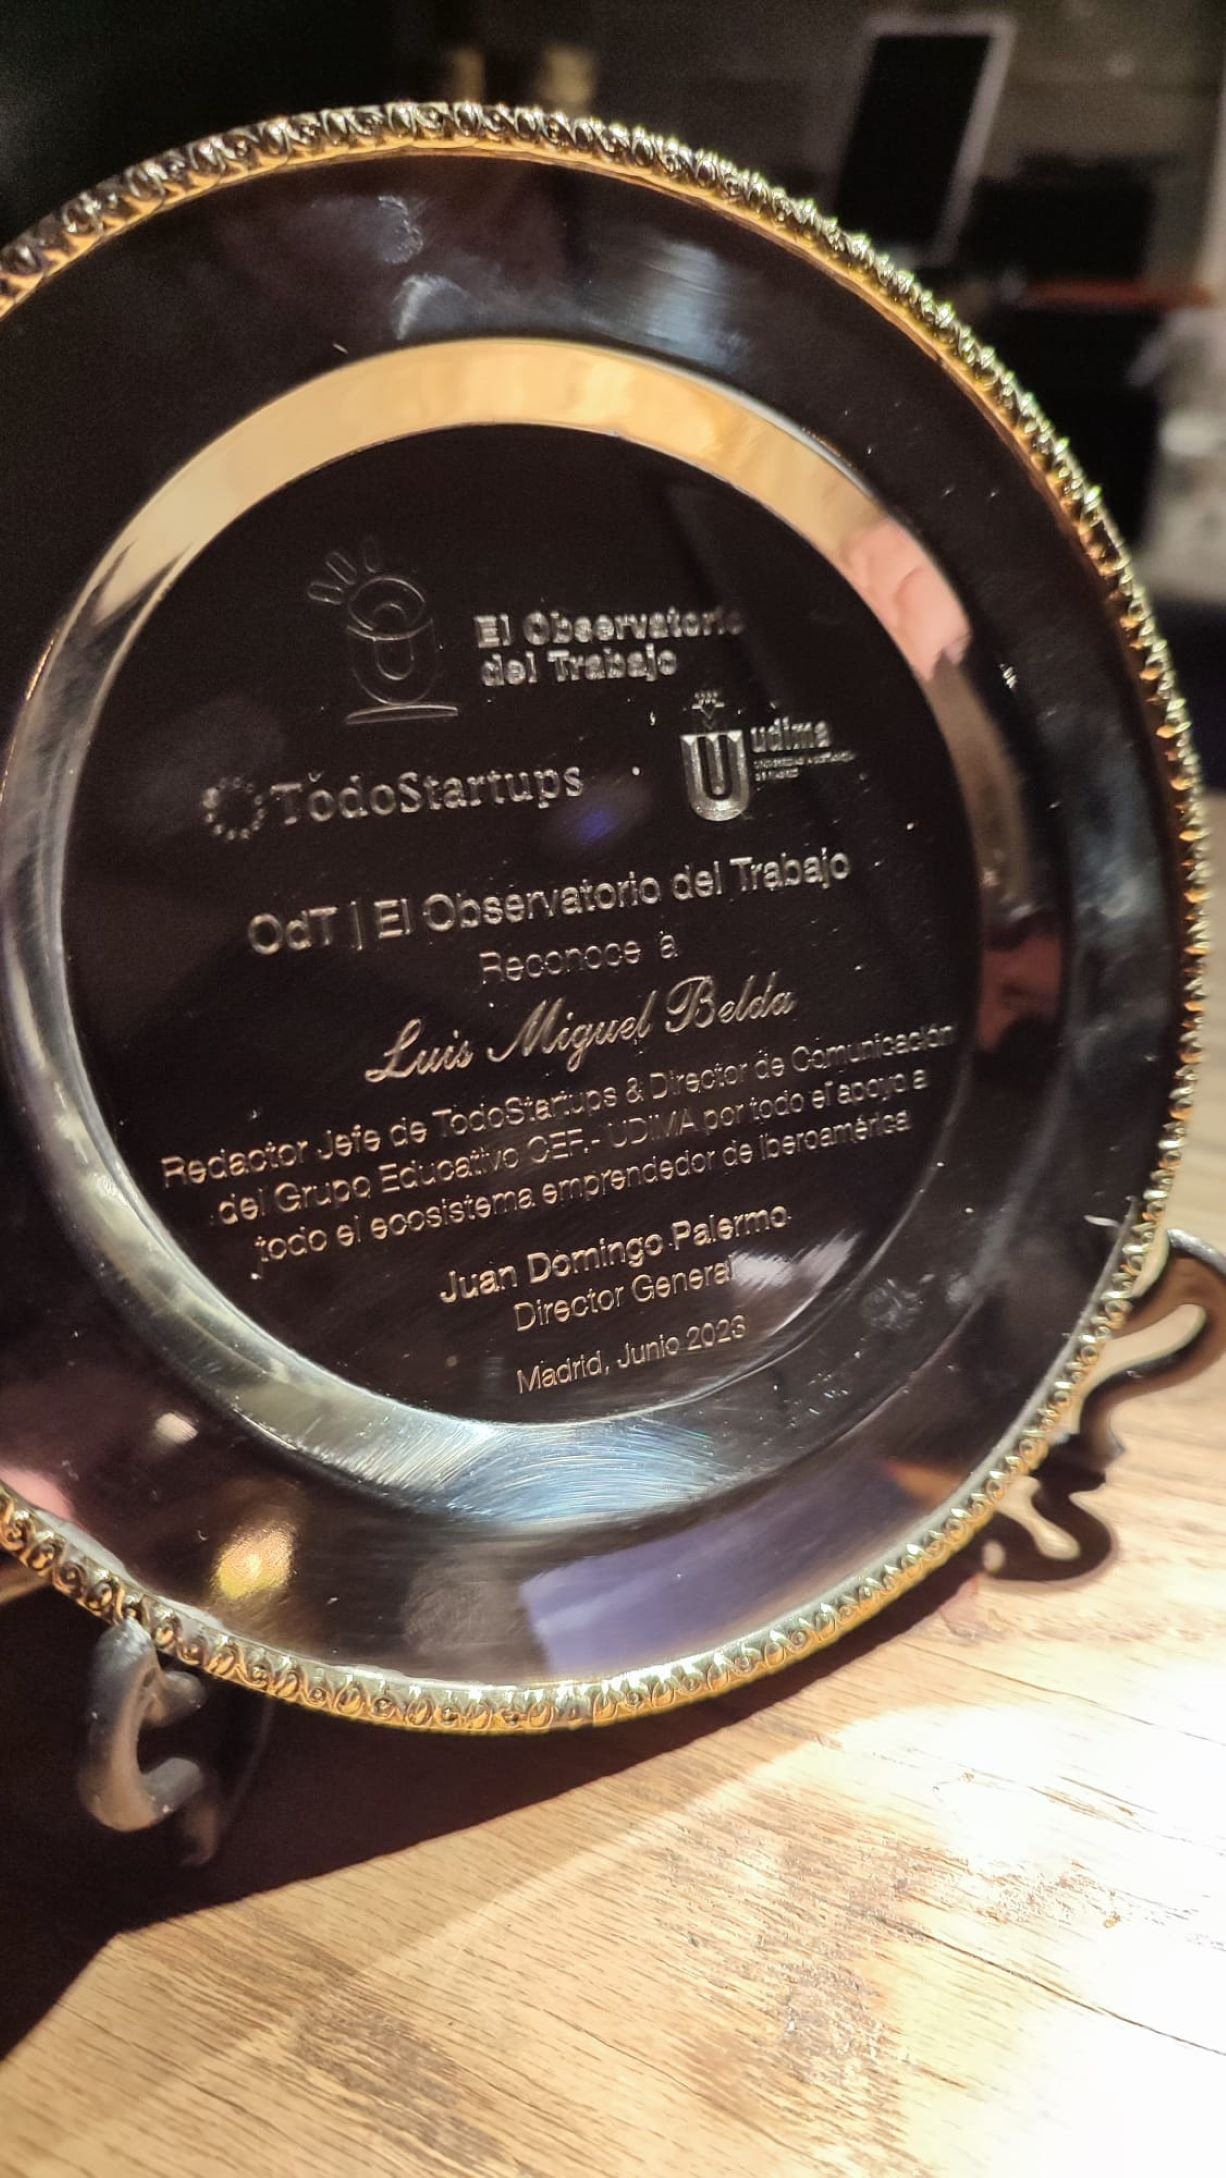 El Observatorio
del Trabajo
TodoStartups
udima
OdT | El Observatorio del Trabajo
Reconoce a
Luis Miguel Belda
Redactor Jefe de TodoStartups & Director de Comunicación
del Grupo Educativo CEF.- UDIMA por todo el apoyo a
todo el ecosistema emprendedor de Iberoamérica
Juan Domingo Palermo
Director General
Madrid, Junio 2023